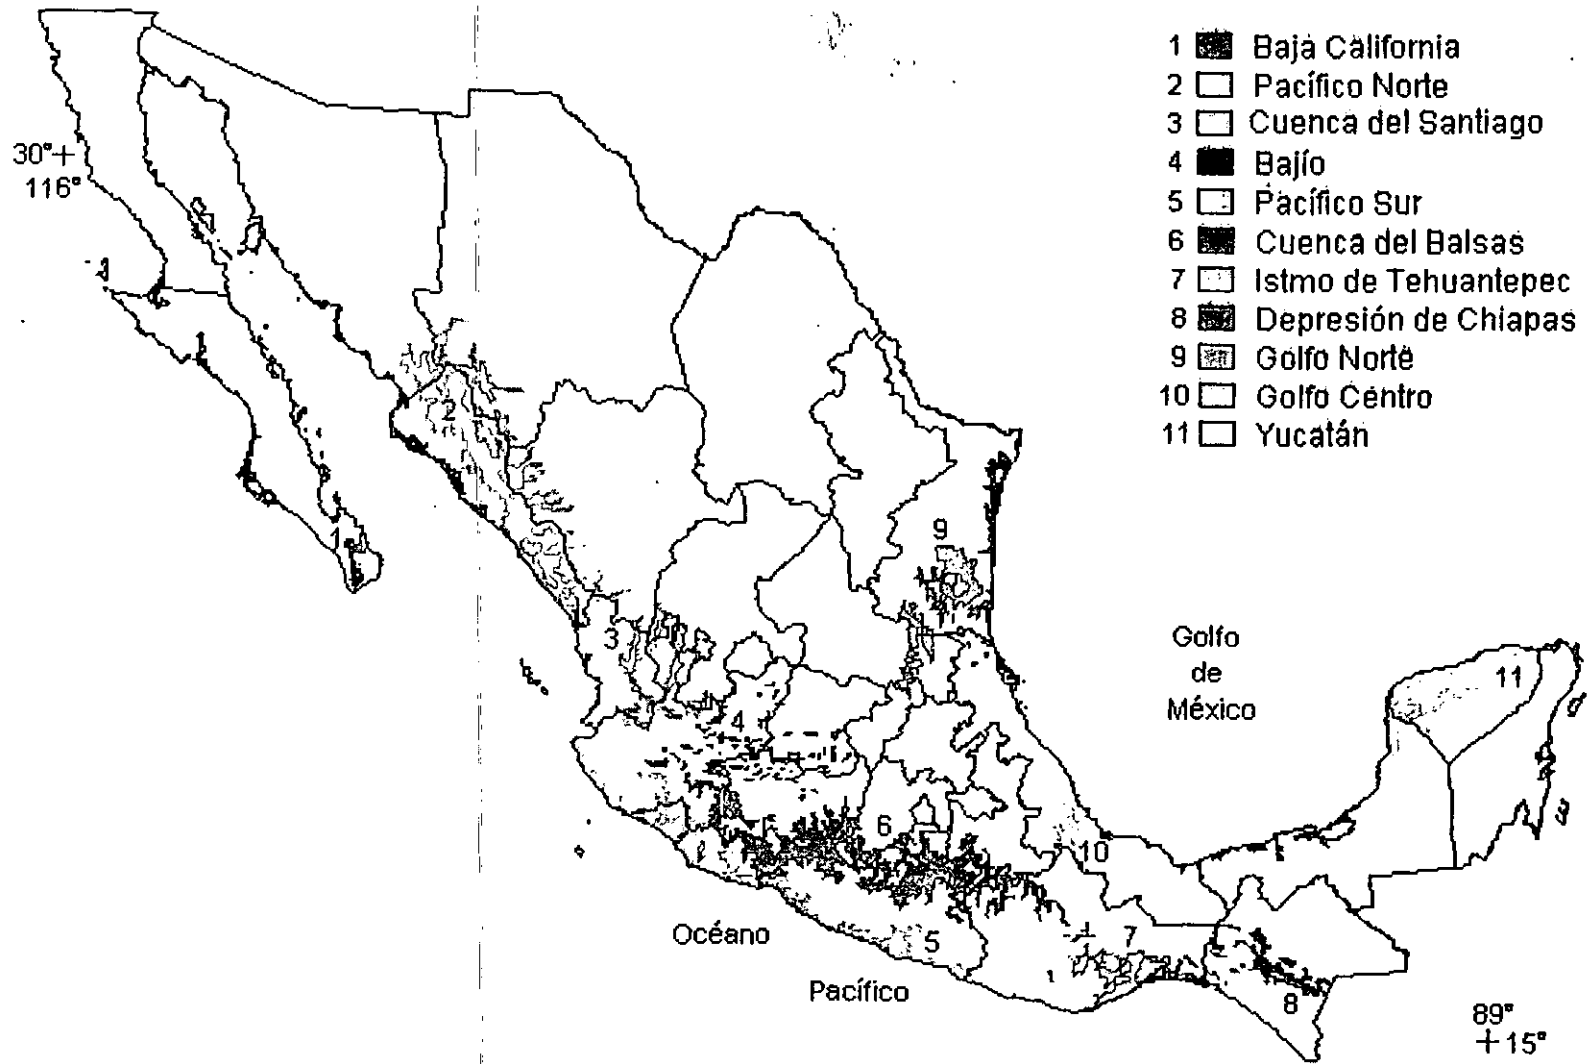 1 Baja California
2 Pacífico Norte
3 Cuenca del Santiago
4 Bajío
5 Pacífico Sur
6 Cuenca del Balsas
7 Istmo de Tehuantepec
8 Depresión de Chiapas
9 Golfo Norte
10 Golfo Centro
11 Yucatán
30°+
116°
1
1
2
9
1
3
Golfo
de
México
11
4
6
10
Océano
5
7
Pacífico
8
89°
+15°